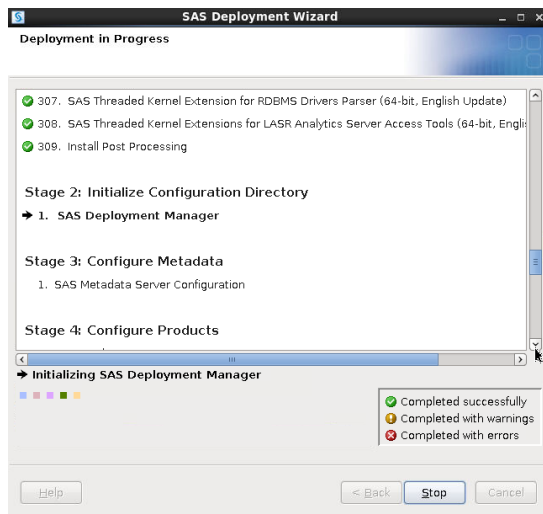 SAS Deployment Wizard
Deployment in Progress
307. SAS Threaded Kernel Extension for RDBMS Drivers Parser (64-bit, English Update)
308. SAS Threaded Kernel Extensions for LASR Analytics Server Access Tools (64-bit, Englis
309. Install Post Processing
Stage 2: Initialize Configuration Directory
1. SAS Deployment Manager
Stage 3: Configure Metadata
1. SAS Metadata Server Configuration
Stage 4: Configure Products
Initializing SAS Deployment Manager
Completed successfully
Completed with warnings
Completed with errors
Help
< Back
Stop
Cancel